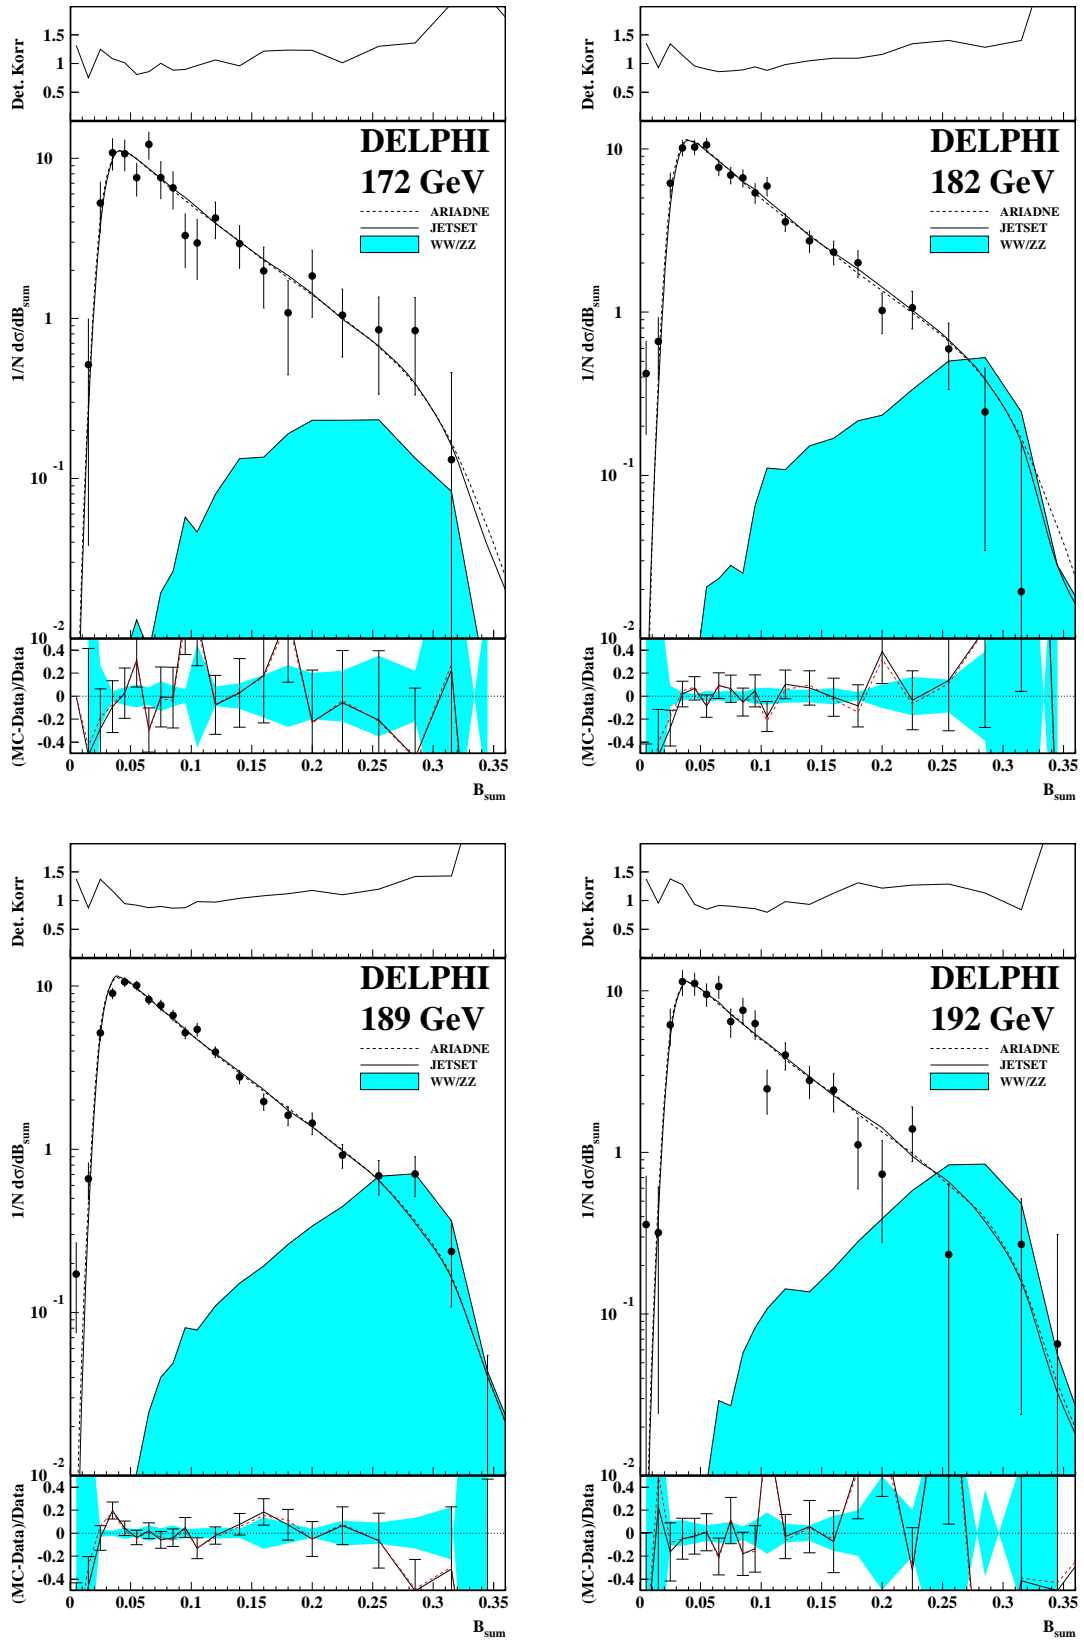 Det. Korr
1.5
1
0.5
DELPHI
172 GeV
ARIADNE
JETSET
WW/ZZ
1/N dσ/dB_sum
10
1
10 -1
10 -2
(MC-Data)/Data
0.4
0.2
0
-0.2
-0.4
0 0.05 0.1 0.15 0.2 0.25 0.3 0.35
B_sum
Det. Korr
1.5
1
0.5
DELPHI
182 GeV
ARIADNE
JETSET
WW/ZZ
1/N dσ/dB_sum
10
1
10 -1
10 -2
(MC-Data)/Data
0.4
0.2
0
-0.2
-0.4
0 0.05 0.1 0.15 0.2 0.25 0.3 0.35
B_sum
Det. Korr
1.5
1
0.5
DELPHI
189 GeV
ARIADNE
JETSET
WW/ZZ
1/N dσ/dB_sum
10
1
10 -1
10 -2
(MC-Data)/Data
0.4
0.2
0
-0.2
-0.4
0 0.05 0.1 0.15 0.2 0.25 0.3 0.35
B_sum
Det. Korr
1.5
1
0.5
DELPHI
192 GeV
ARIADNE
JETSET
WW/ZZ
1/N dσ/dB_sum
10
1
10 -1
10 -2
(MC-Data)/Data
0.4
0.2
0
-0.2
-0.4
0 0.05 0.1 0.15 0.2 0.25 0.3 0.35
B_sum